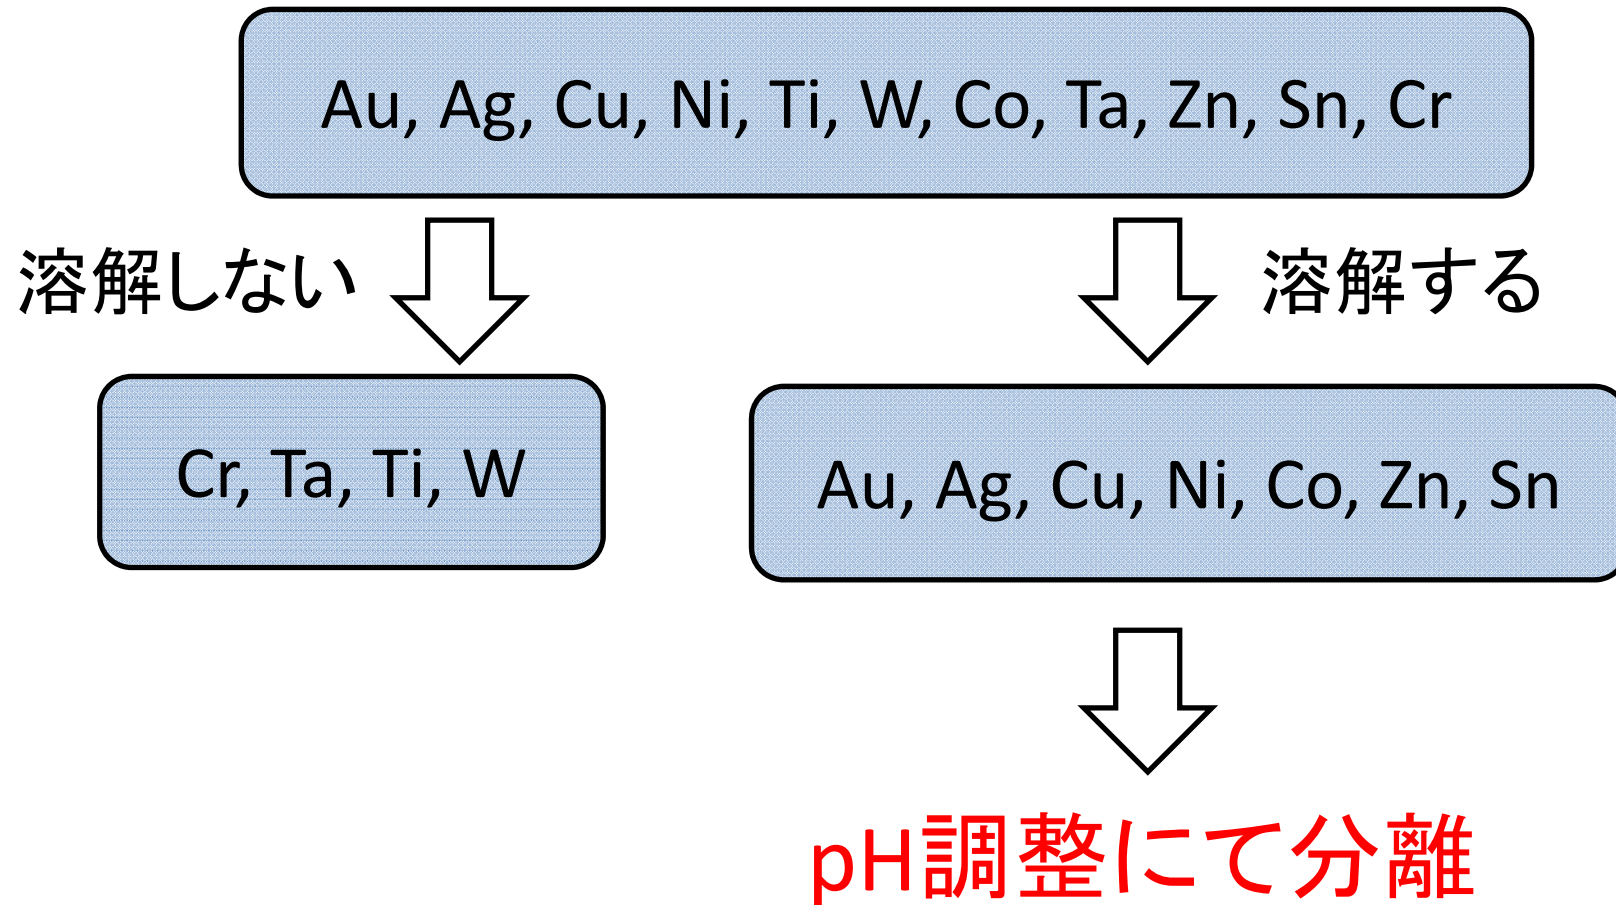 Au, Ag, Cu, Ni, Ti, W, Co, Ta, Zn, Sn, Cr
溶解しない
溶解する
Cr, Ta, Ti, W
Au, Ag, Cu, Ni, Co, Zn, Sn
pH調整にて分離